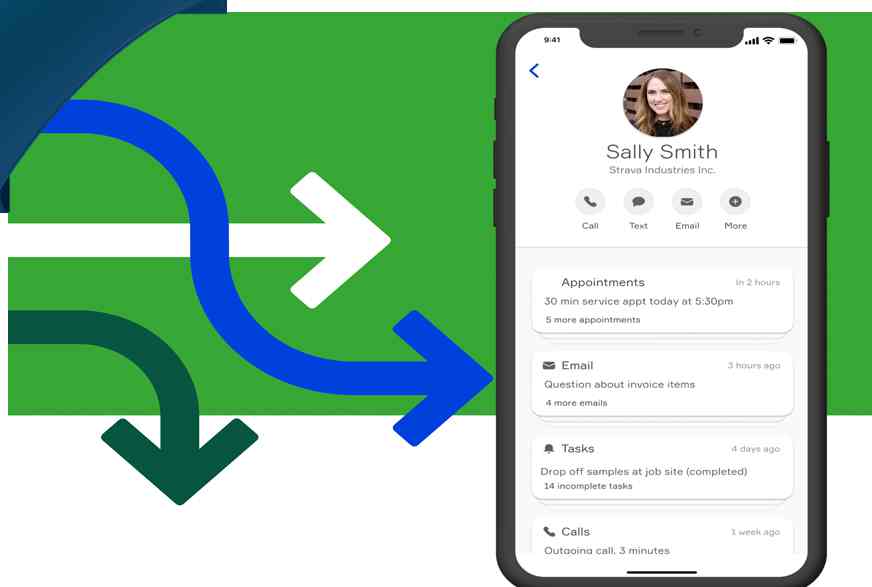 9:41
Sally Smith
Strava Industries Inc.
Call Text Email More
Appointments In 2 hours
30 min service appt today at 5:30pm
5 more appointments
Email 3 hours ago
Question about invoice items
4 more emails
Tasks 4 days ago
Drop off samples at job site (completed)
14 incomplete tasks
Calls 1 week ago
Outgoing call, 3 minutes